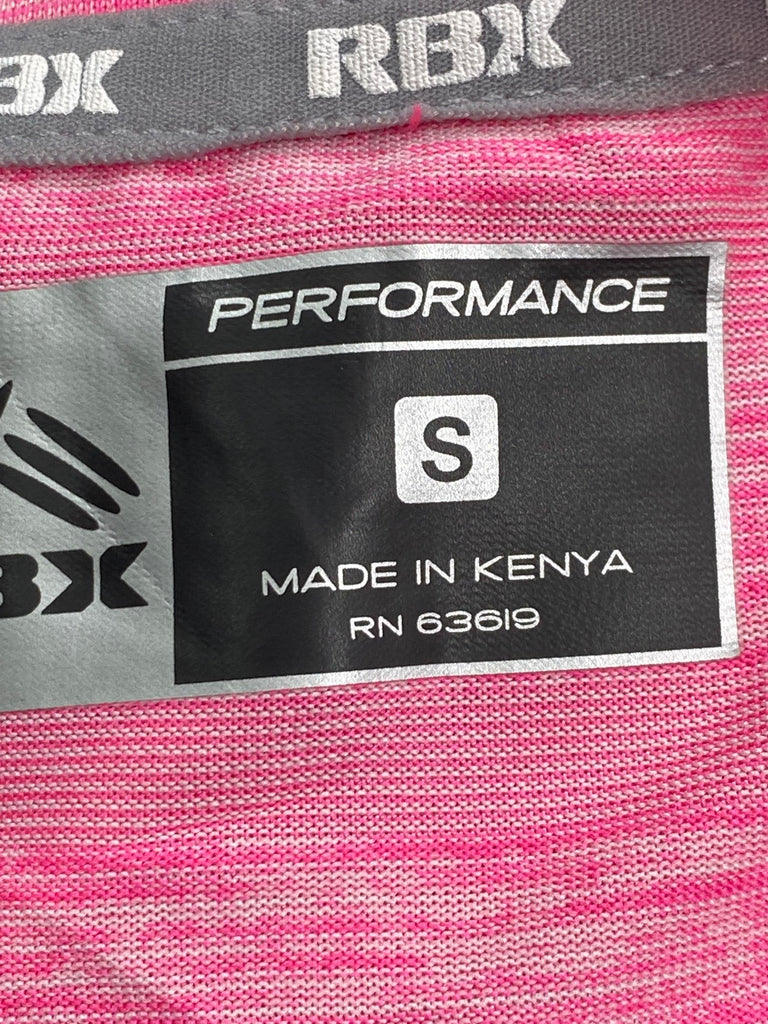 RBX RBX
PERFORMANCE
S
MADE IN KENYA
RN 63619
RBX